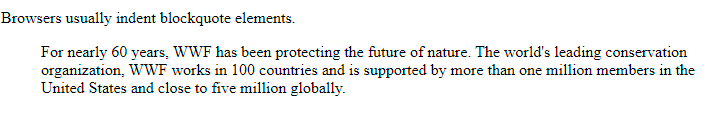 Browsers usually indent blockquote elements.
For nearly 60 years, WWF has been protecting the future of nature. The world's leading conservation
organization, WWF works in 100 countries and is supported by more than one million members in the
United States and close to five million globally.